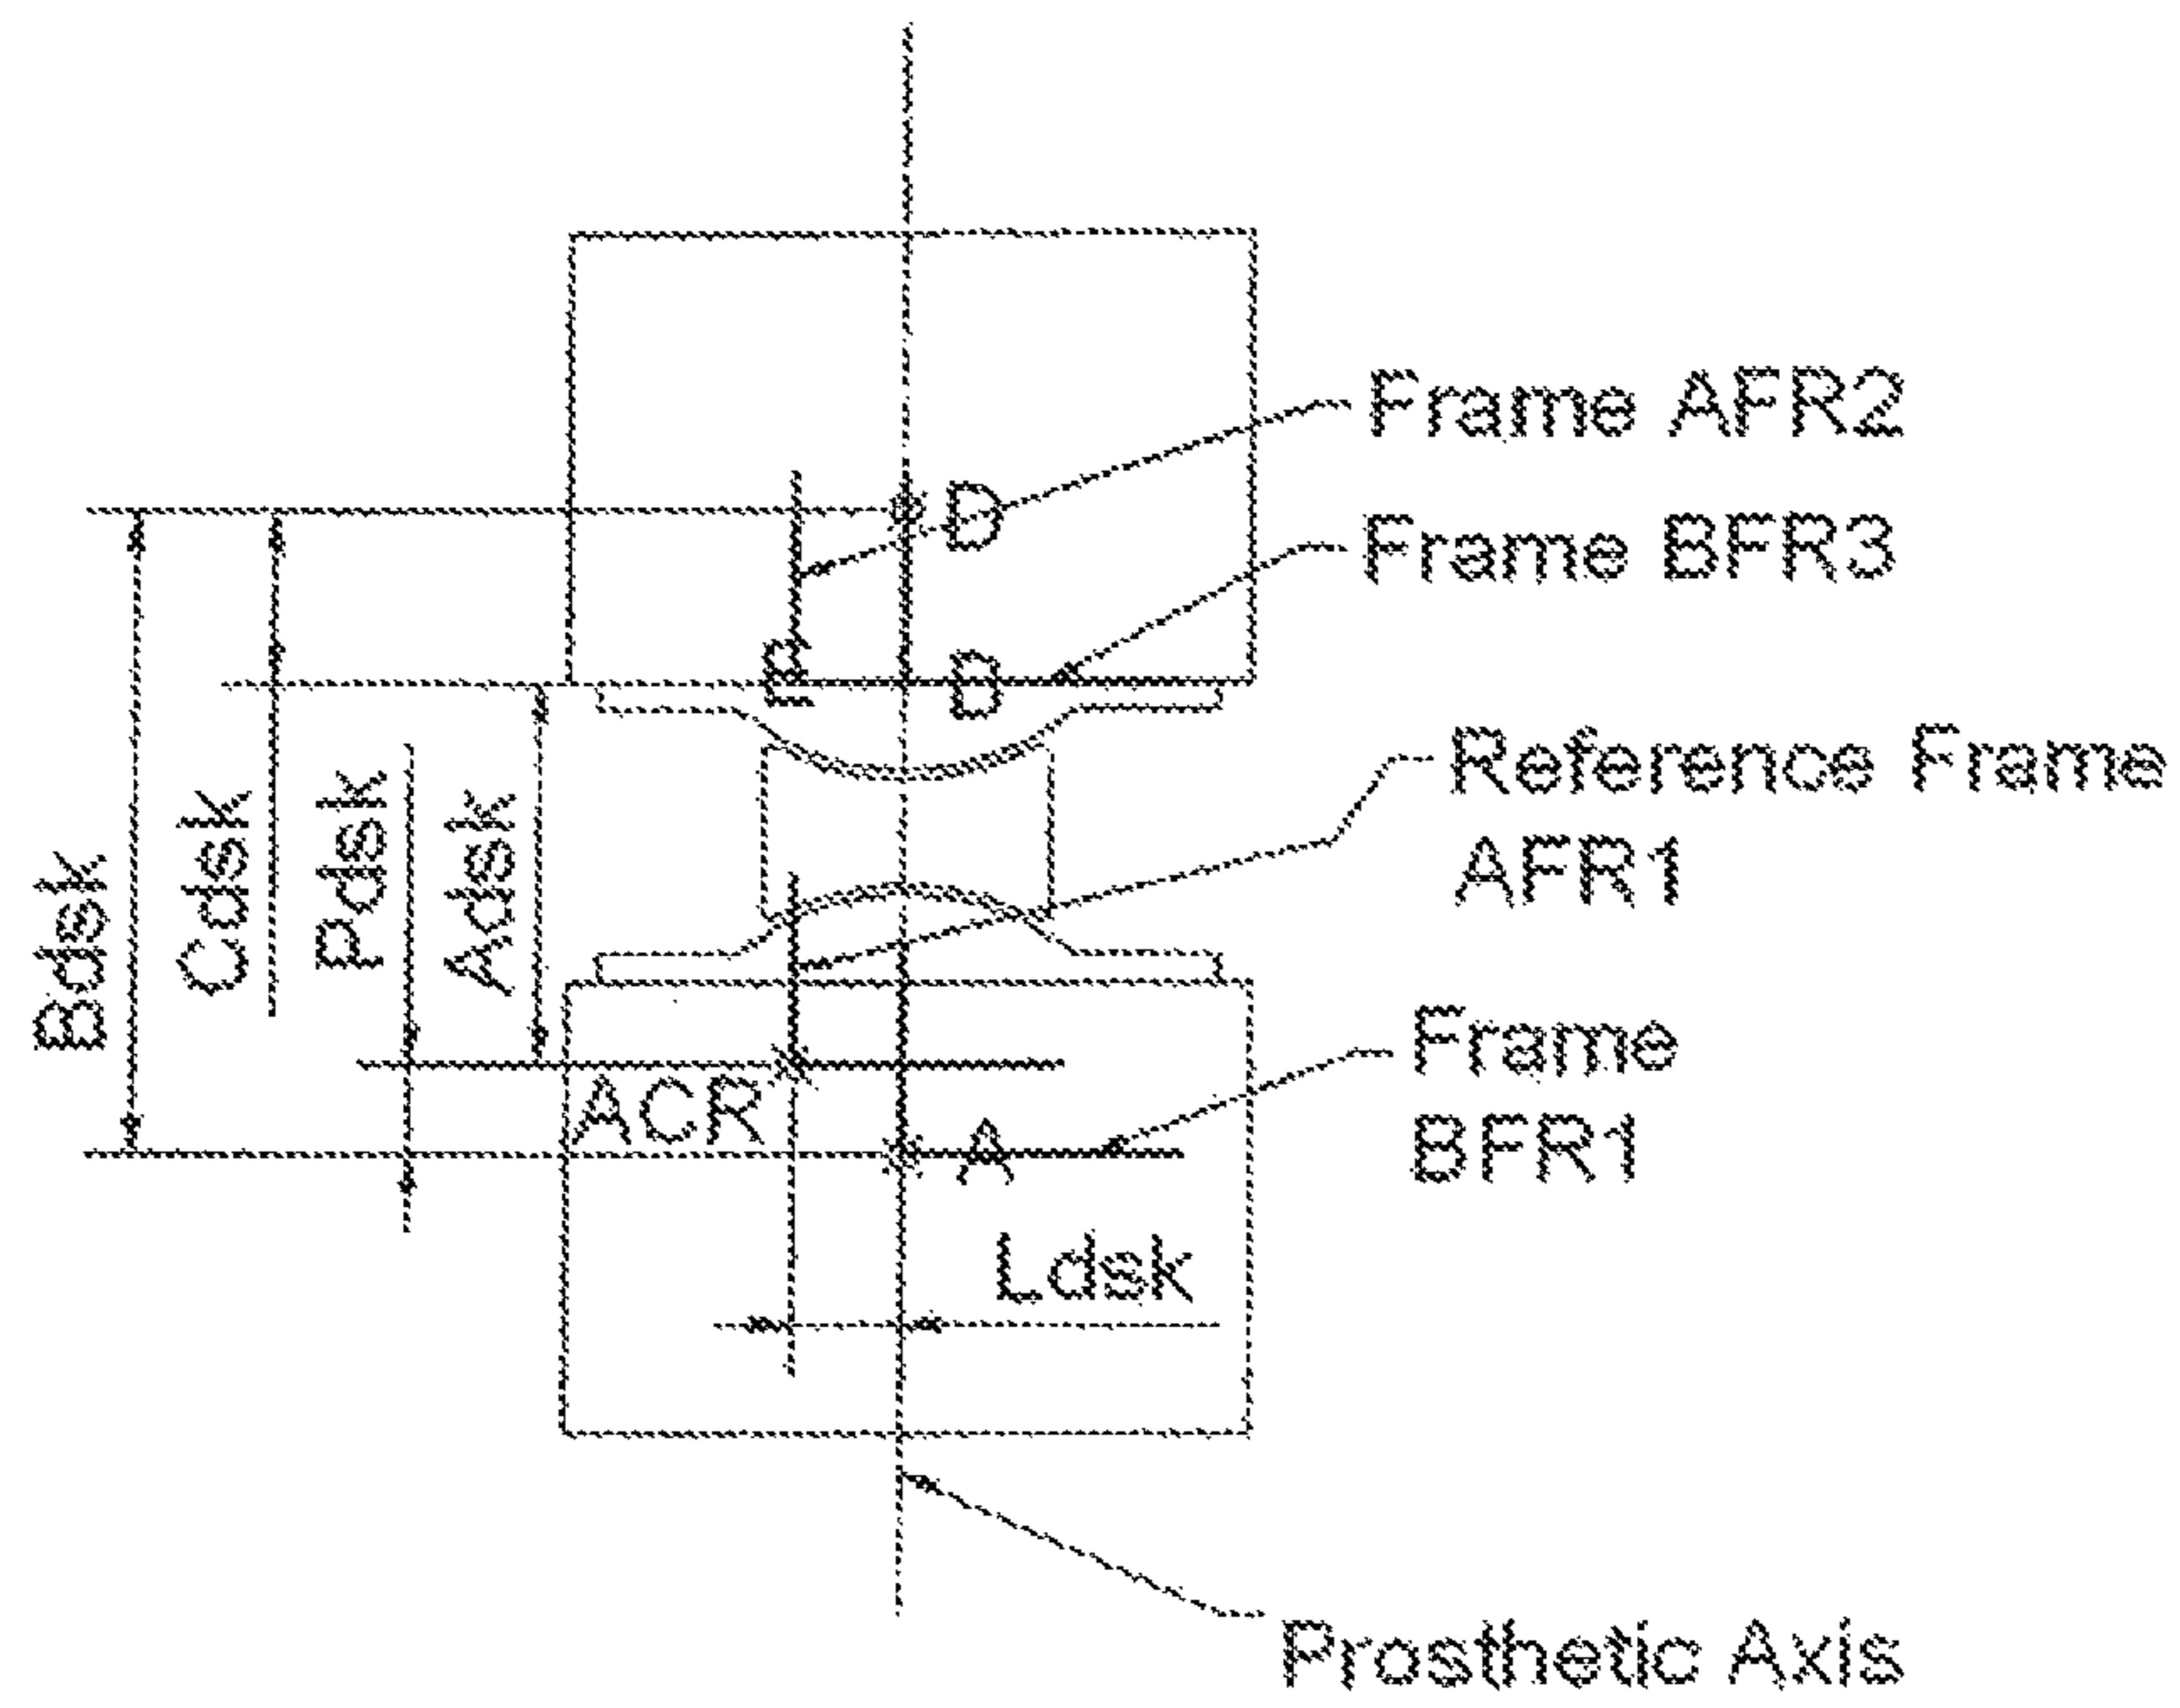 Frame AFR2
D
Frame BFR3
E
D
Reference Frame
AFR1
Bdsk
Cdsk
Pdsk
Adsk
Frame
BFR1
ACR
A
Ldsk
Prosthetic Axis